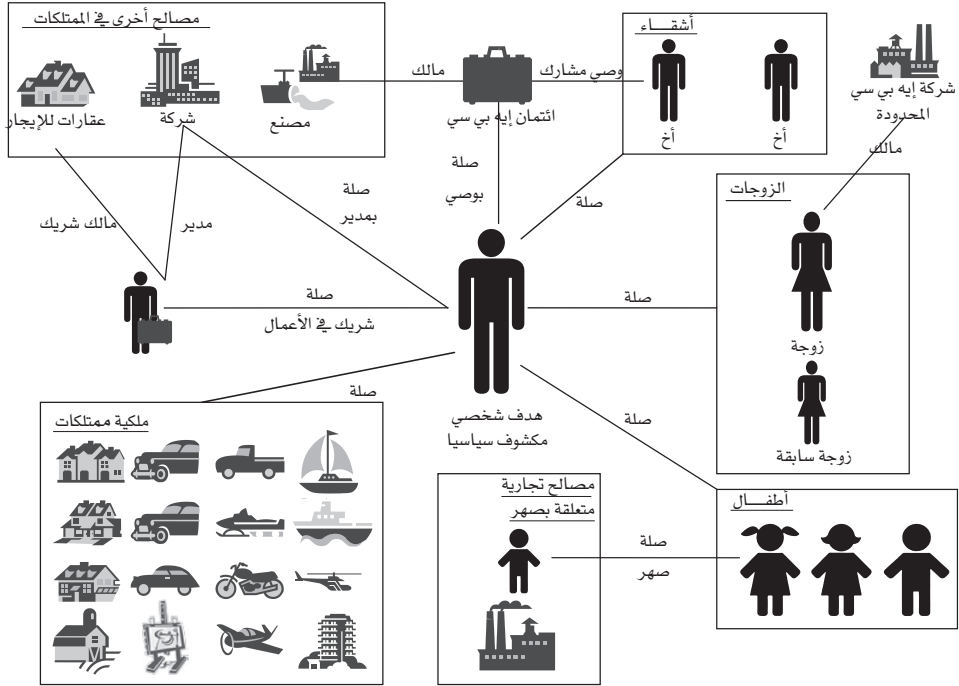 مصالح أخرى في الممتلكات
عقارات للإيجار
شركة
مصنع
مالك
ائتمان إيه بي سي
وصي مشارك
أشقـــاء
أخ
أخ
شركة إيه بي سي
المحدودة
مالك
الزوجات
زوجة
زوجة سابقة
صلة
بوصي
صلة
صلة
بمدير
مالك شريك
مدير
صلة
شريك في الأعمال
صلة
هدف شخصي
مكشوف سياسيا
صلة
ملكية ممتلكات
صلة
مصالح تجارية
متعلقة بصهر
صلة
صهر
أطفـــال